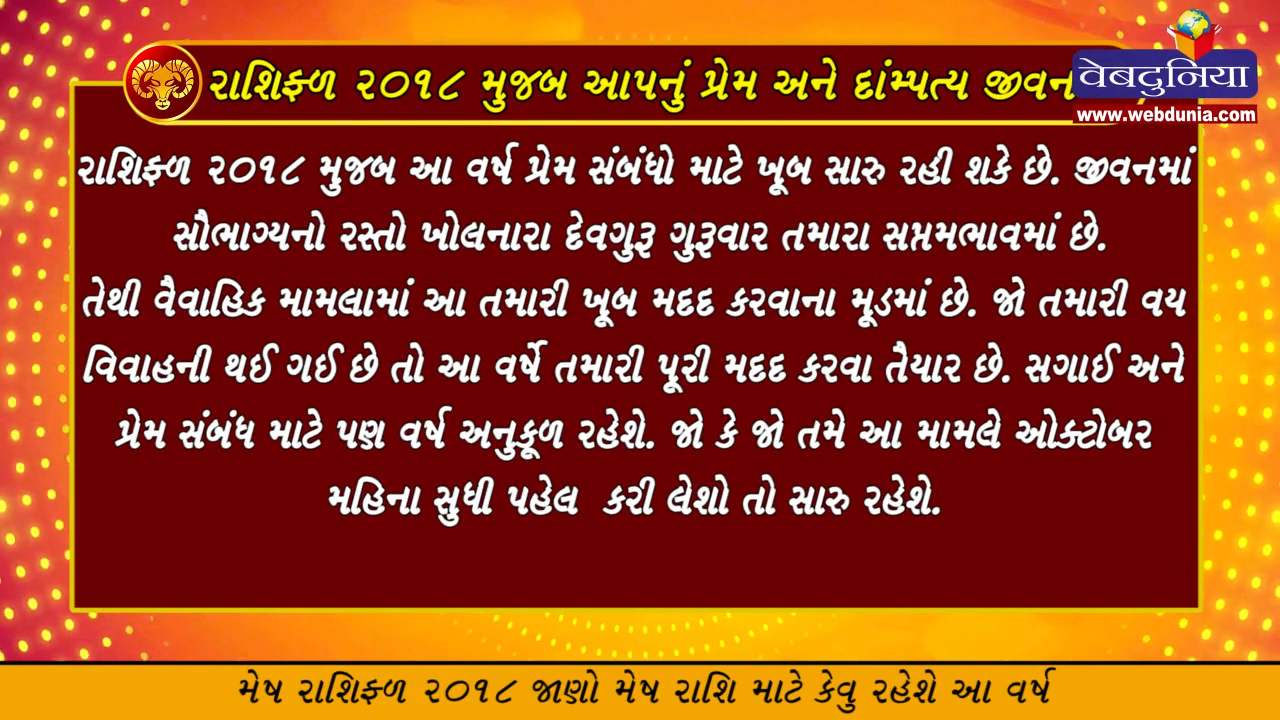 રાશિફળ ૨૦૧૮ મુજબ આપનું પ્રેમ અને દાંમ્પત્ય જીવન
वेबदुनिया
www.webdunia.com
રાશિફળ ૨૦૧૮ મુજબ આ વર્ષ પ્રેમ સંબંધો માટે ખૂબ સારુ રહી શકે છે. જીવનમાં
સૌભાગ્યનો રસ્તો ખોલનારા દેવગુરૂ ગુરૂવાર તમારા સપ્તમભાવમાં છે.
તેથી વૈવાહિક મામલામાં આ તમારી ખૂબ મદદ કરવાના મૂડમાં છે. જો તમારી વય
વિવાહની થઈ ગઈ છે તો આ વર્ષે તમારી પૂરી મદદ કરવા તૈયાર છે. સગાઈ અને
પ્રેમ સંબંધ માટે પણ વર્ષ અનુકૂળ રહેશે. જો કે જો તમે આ મામલે ઓક્ટોબર
મહિના સુધી પહેલ કરી લેશો તો સારુ રહેશે.
મેષ રાશિફળ ૨૦૧૮ જાણો મેષ રાશિ માટે કેવુ રહેશે આ વર્ષ